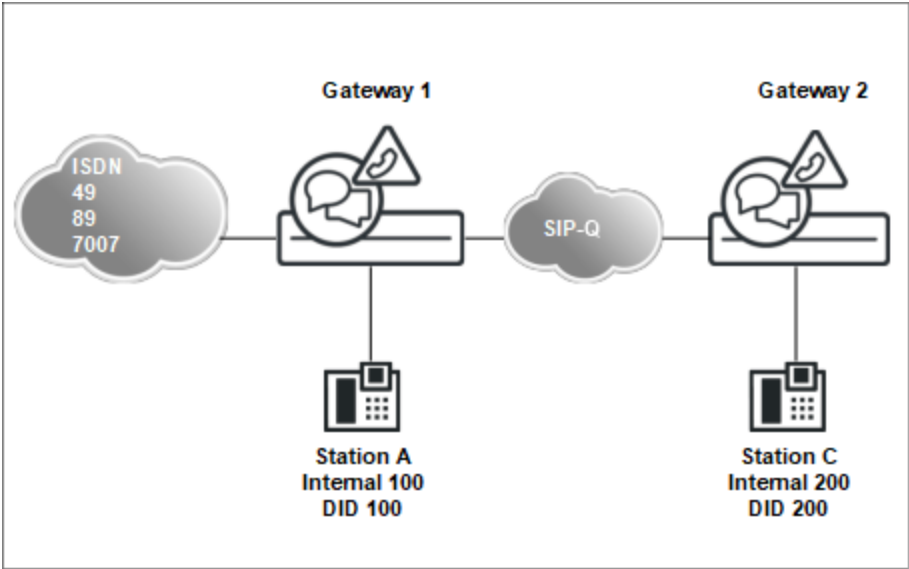 Gateway 1
Gateway 2
ISDN
49
89
7007
SIP-Q
Station A
Internal 100
DID 100
Station C
Internal 200
DID 200